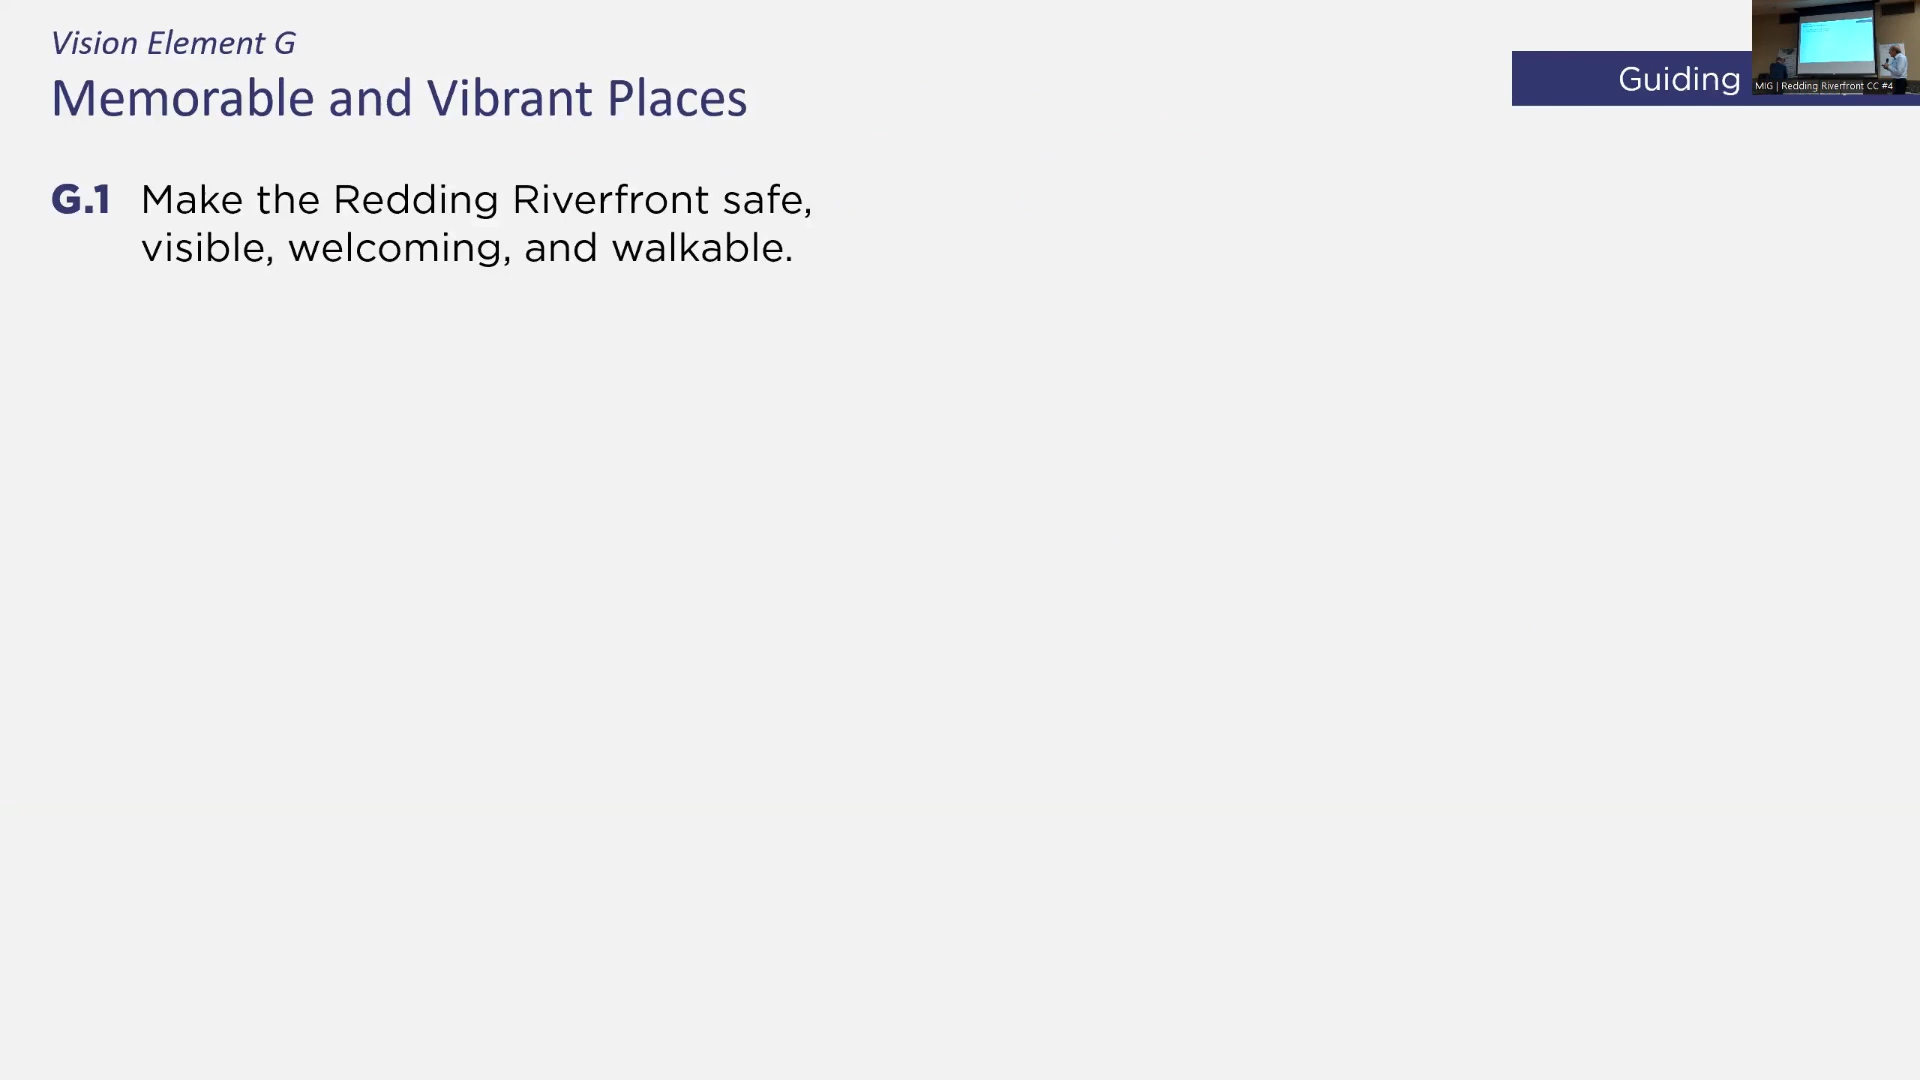 Vision Element G
Memorable and Vibrant Places
Guiding
MIG | Redding Riverfront CC #4
G.1 Make the Redding Riverfront safe,
visible, welcoming, and walkable.